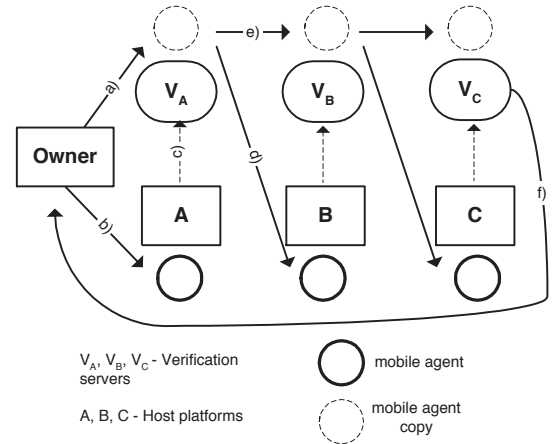 e)
a)
V_A
V_B
V_C
Owner
c)
d)
f)
b)
A
B
C
V_A, V_B, V_C - Verification
servers
mobile agent
A, B, C - Host platforms
mobile agent
copy